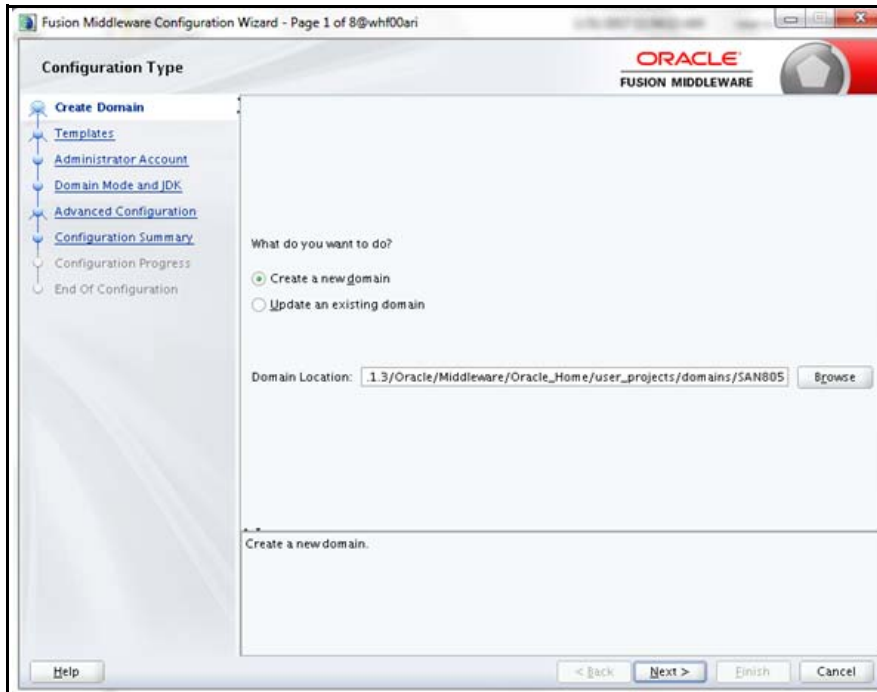 Fusion Middleware Configuration Wizard - Page 1 of 8@whf00ari
Configuration Type
ORACLE
FUSION MIDDLEWARE
Create Domain
Templates
Administrator Account
Domain Mode and JDK
Advanced Configuration
Configuration Summary
Configuration Progress
End Of Configuration
What do you want to do?
Create a new domain
Update an existing domain
Domain Location: .1.3/Oracle/Middleware/Oracle_Home/user_projects/domains/SAN805 Browse
Create a new domain.
Help < Back Next > Finish Cancel